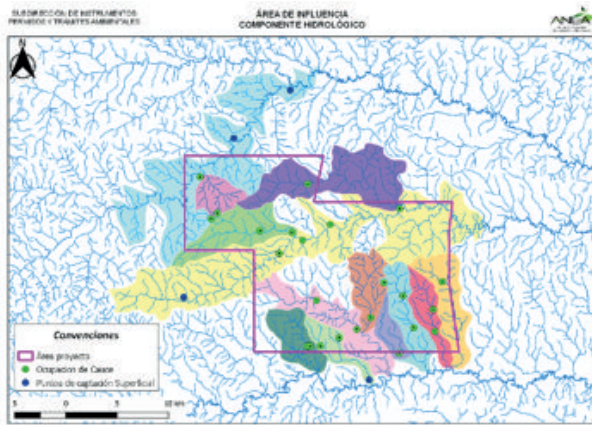 SUBDIRECCIÓN DE INSTRUMENTOS
PERMISOS Y TRÁMITES AMBIENTALES
ÁREA DE INFLUENCIA
COMPONENTE HIDROLÓGICO
ANLA
N
Convenciones
Área proyecto
Ocupacion de Cauce
Puntos de captación Superficial
5 0 5 10 km